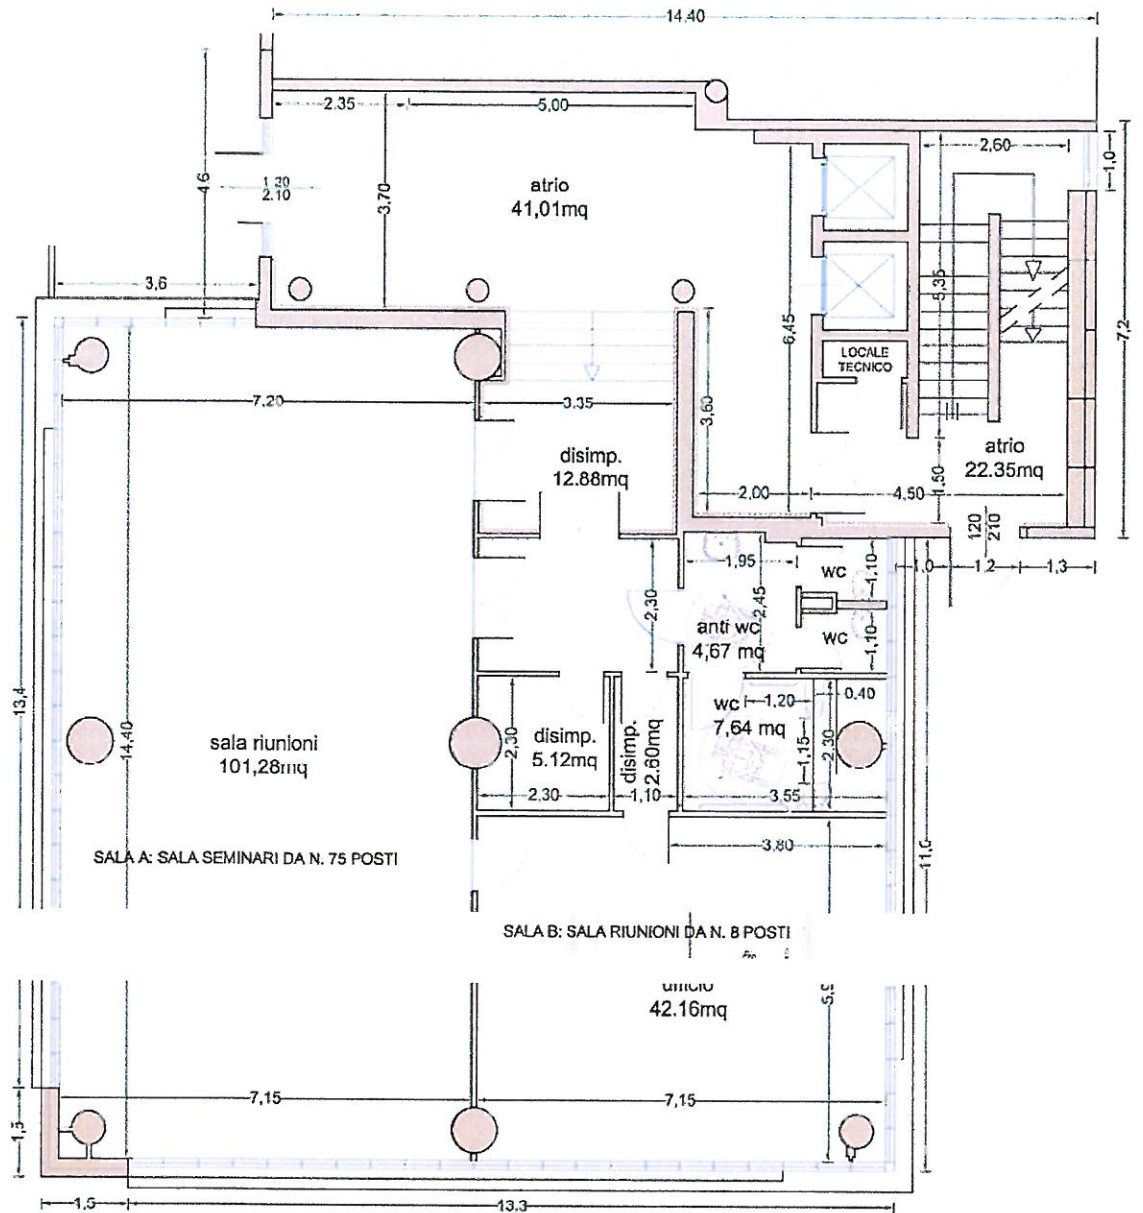 14,40
2.35
5,00
2,60
1,0
4,6
1.20
2.10
3,70
atrio
41,01mq
3,6
5,35
6,45
7,2
LOCALE
TECNICO
7,20
3,35
3,60
atrio
22.35mq
disimp.
12.88mq
2,00
4,50
1,50
120
210
1,0
1,2
1,3
1,95
wc
1,10
2,30
2,45
anti wc
4,67 mq
wc
1,10
13,4
14,40
sala riunioni
101,28mq
2,30
disimp.
5.12mq
disimp.
2.80mq
wc
7,64 mq
1,20
0,40
1,15
2,30
2,30
1,10
3,55
SALA A: SALA SEMINARI DA N. 75 POSTI
3,80
11,0
SALA B: SALA RIUNIONI DA N. 8 POSTI
ufficio
42.16mq
7,15
7,15
1,5
1,5
13,3